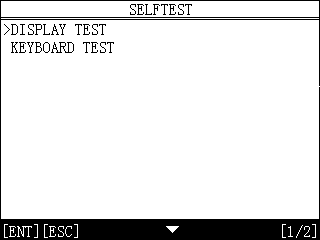 SELFTEST
>DISPLAY TEST
KEYBOARD TEST
[ENT][ESC] [1/2]